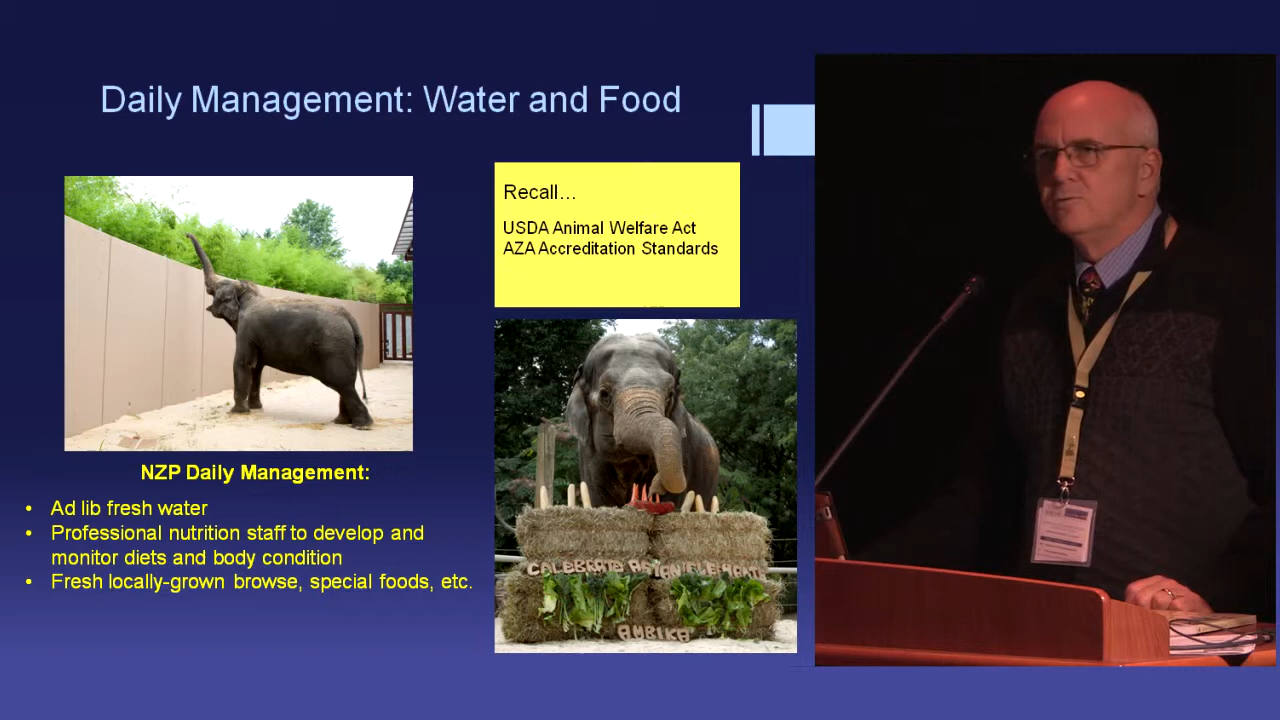 Daily Management: Water and Food
Recall...
USDA Animal Welfare Act
AZA Accreditation Standards
NZP Daily Management:
• Ad lib fresh water
• Professional nutrition staff to develop and
monitor diets and body condition
• Fresh locally-grown browse, special foods, etc.
CELEBRATE ASIAN ELEPHANTS
AMBIKA